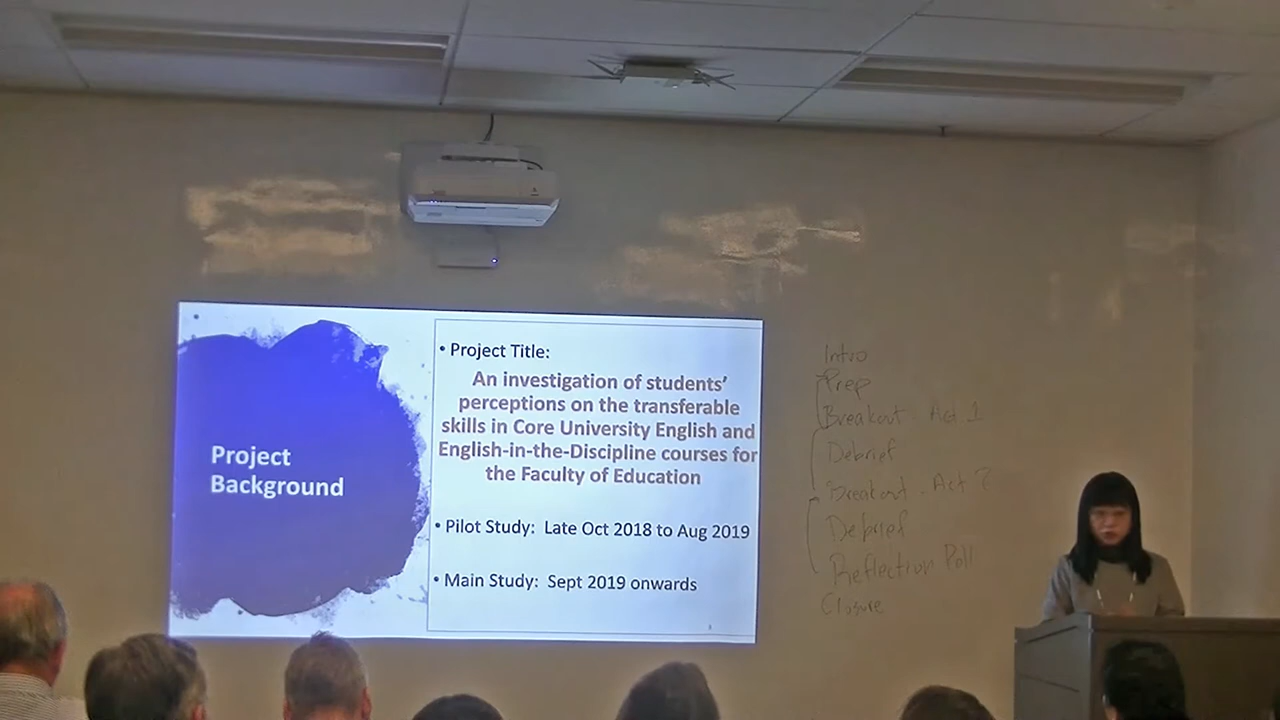 Project
Background
• Project Title:
An investigation of students’
perceptions on the transferable
skills in Core University English and
English-in-the-Discipline courses for
the Faculty of Education
• Pilot Study: Late Oct 2018 to Aug 2019
• Main Study: Sept 2019 onwards
Intro
Prep
Breakout - Act 1
Debrief
Breakout - Act 2
Debrief
Reflection Poll
Closure